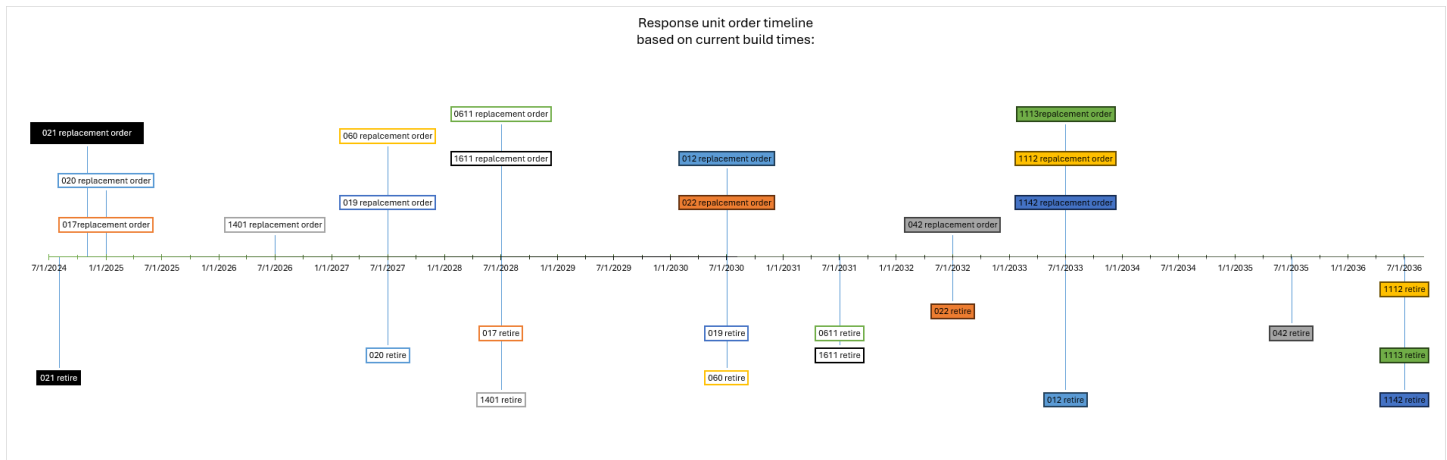 Response unit order timeline
based on current build times:
0611 replacement order
1113repalcement order
021 replacement order
060 repalcement order
1611 repalcement order
012 replacement order
1112 repalcement order
020 replacement order
019 repalcement order
022 repalcement order
1142 replacement order
017replacement order
1401 replacement order
042 replacement order
7/1/2024 1/1/2025 7/1/2025 1/1/2026 7/1/2026 1/1/2027 7/1/2027 1/1/2028 7/1/2028 1/1/2029 7/1/2029 1/1/2030 7/1/2030 1/1/2031 7/1/2031 1/1/2032 7/1/2032 1/1/2033 7/1/2033 1/1/2034 7/1/2034 1/1/2035 7/1/2035 1/1/2036 7/1/2036
1112 retire
022 retire
017 retire
019 retire
0611 retire
042 retire
020 retire
1611 retire
1113 retire
021 retire
060 retire
1401 retire
012 retire
1142 retire